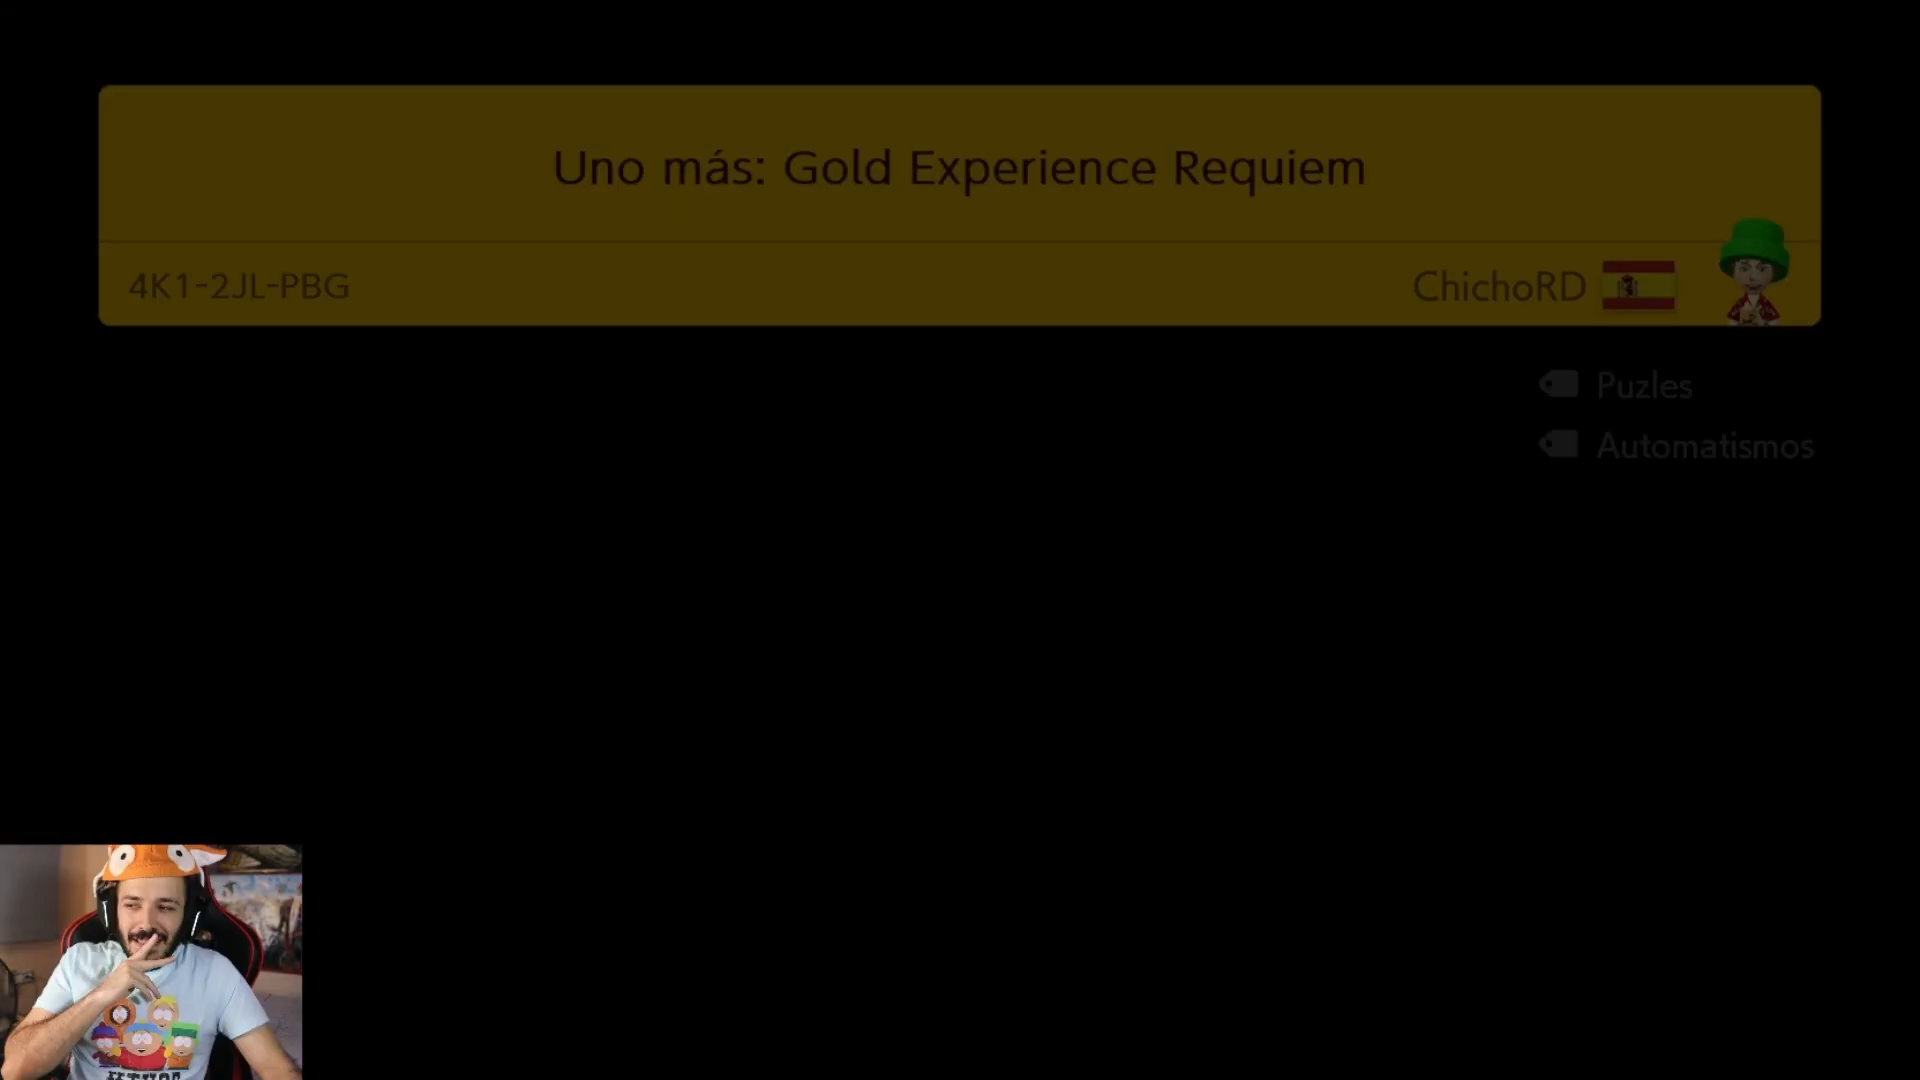 Uno más: Gold Experience Requiem
4K1-2JL-PBG
ChichoRD
Puzles
Automatismos